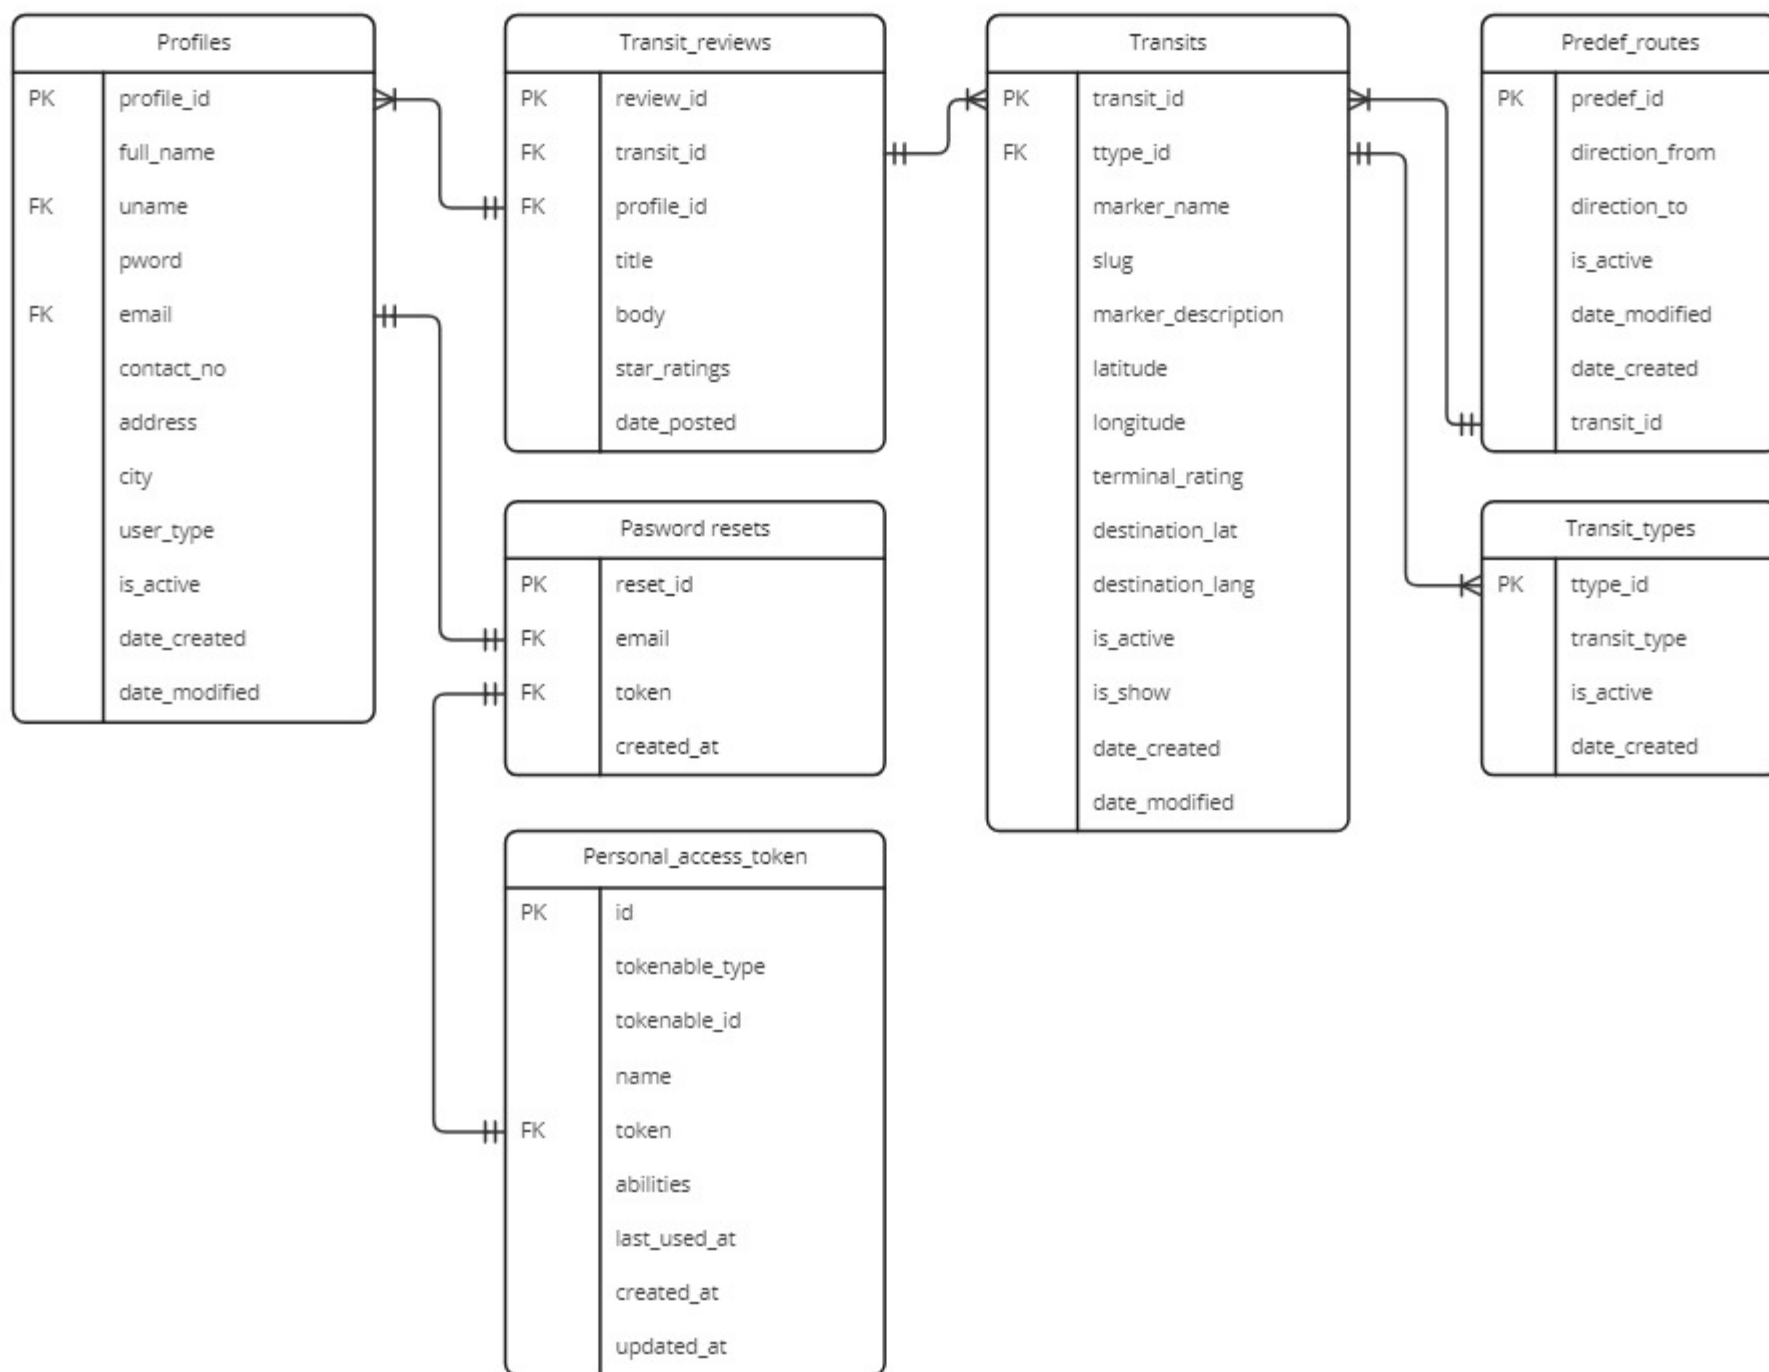 Profiles
PK profile_id
full_name
FK uname
pword
FK email
contact_no
address
city
user_type
is_active
date_created
date_modified
Transit_reviews
PK review_id
FK transit_id
FK profile_id
title
body
star_ratings
date_posted
Pasword resets
PK reset_id
FK email
FK token
created_at
Personal_access_token
PK id
tokenable_type
tokenable_id
name
FK token
abilities
last_used_at
created_at
updated_at
Transits
PK transit_id
FK ttype_id
marker_name
slug
marker_description
latitude
longitude
terminal_rating
destination_lat
destination_lang
is_active
is_show
date_created
date_modified
Predef_routes
PK predef_id
direction_from
direction_to
is_active
date_modified
date_created
transit_id
Transit_types
PK ttype_id
transit_type
is_active
date_created